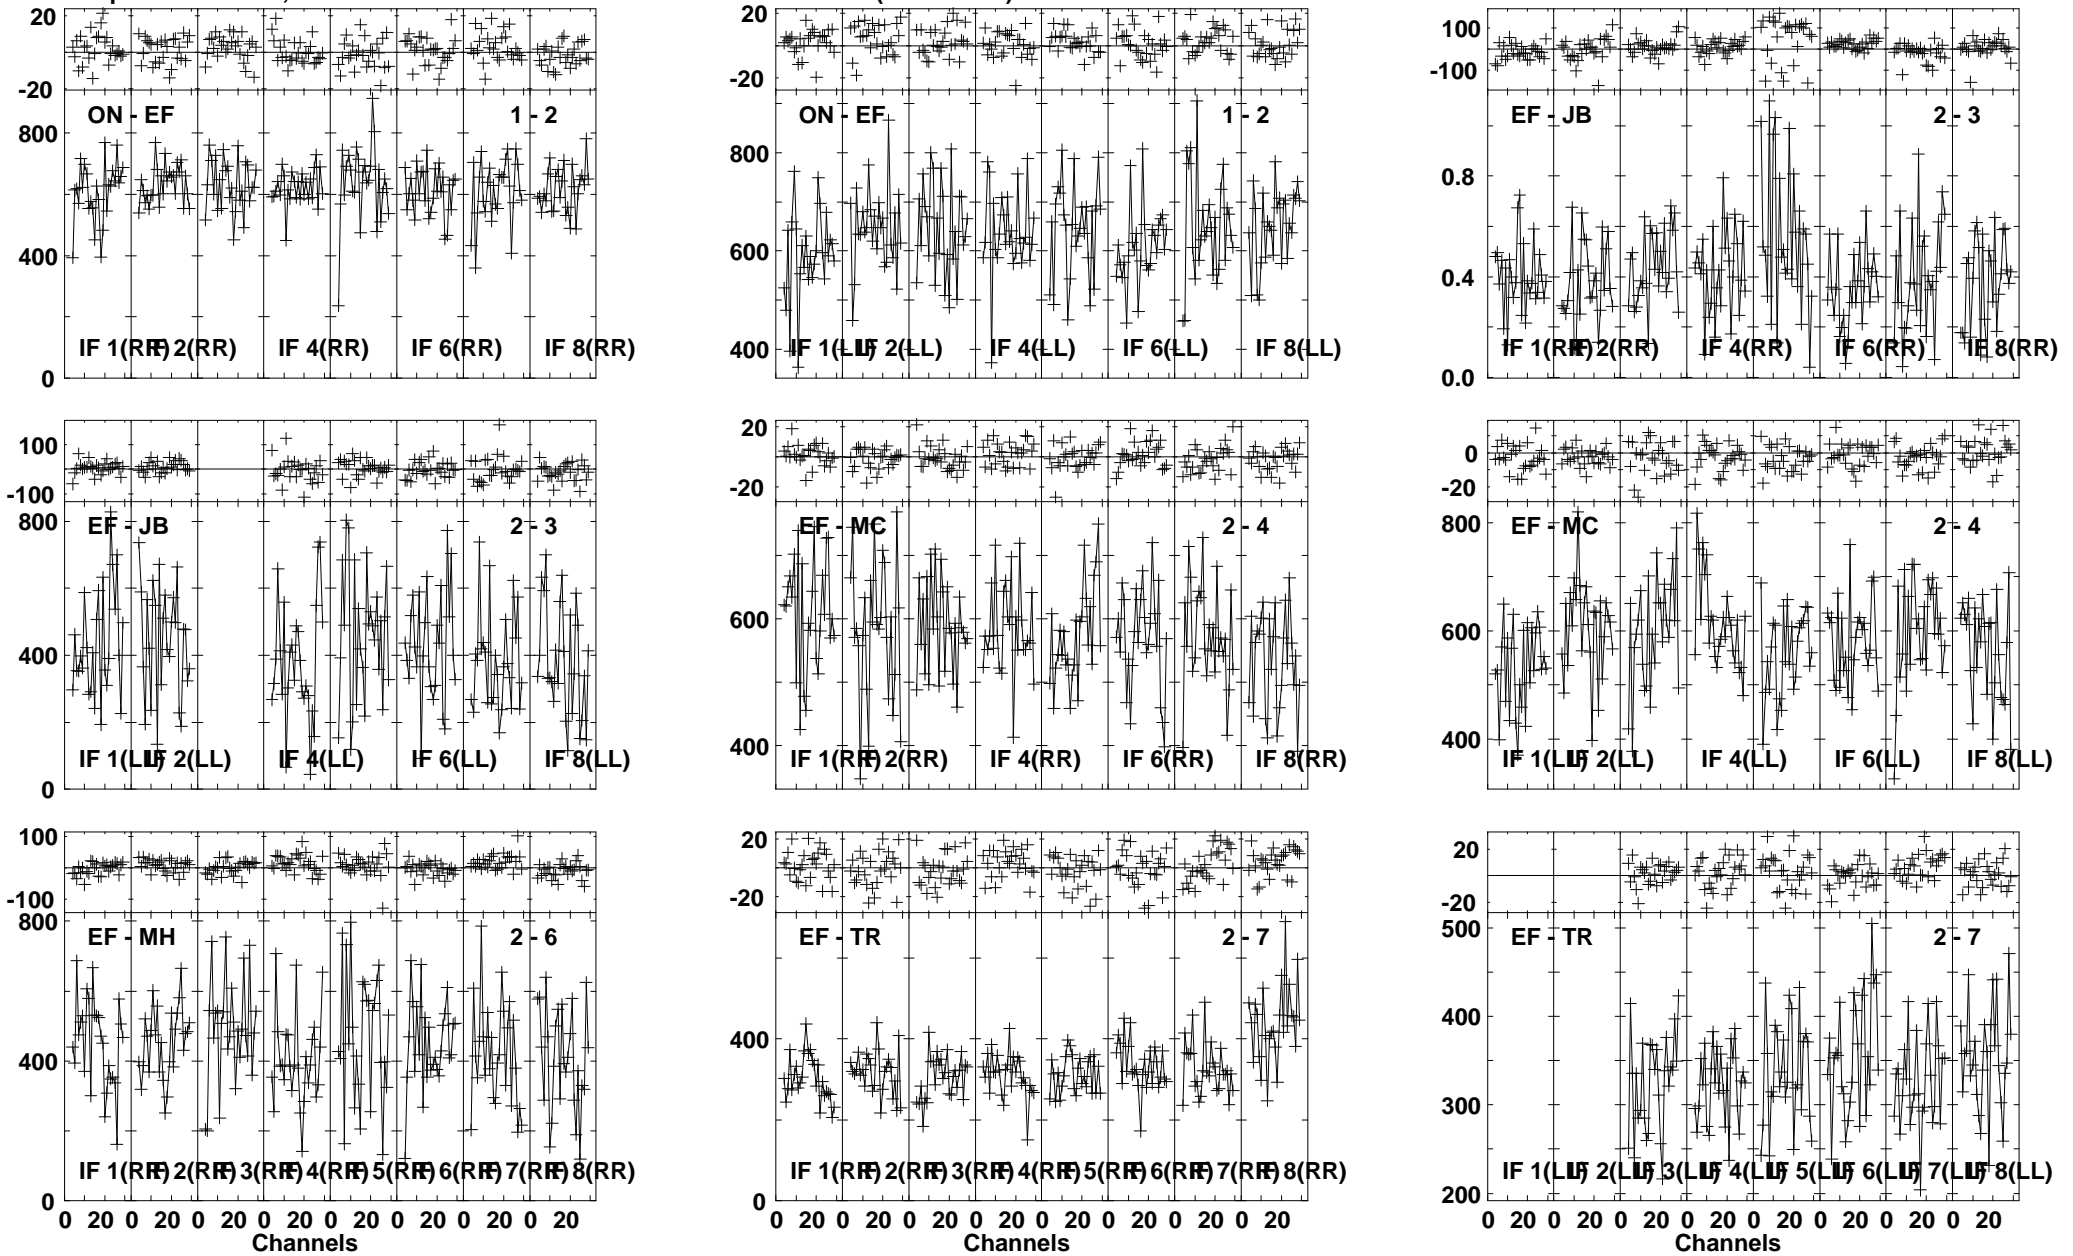 20
-20
ON - EF 1 - 2
800
400
0
IF 1(RR) IF 2(RR) IF 4(RR) IF 6(RR) IF 8(RR)
20
-20
ON - EF 1 - 2
800
600
400
IF 1(LL) IF 2(LL) IF 4(LL) IF 6(LL) IF 8(LL)
100
-100
EF - JB 2 - 3
0.8
0.4
0.0
IF 1(RR) IF 2(RR) IF 4(RR) IF 6(RR) IF 8(RR)
100
-100
EF - JB 2 - 3
800
400
0
IF 1(LL) IF 2(LL) IF 4(LL) IF 6(LL) IF 8(LL)
20
-20
EF - MC 2 - 4
600
400
IF 1(RR) IF 2(RR) IF 4(RR) IF 6(RR) IF 8(RR)
0
-20
EF - MC 2 - 4
800
600
400
IF 1(LL) IF 2(LL) IF 4(LL) IF 6(LL) IF 8(LL)
100
-100
EF - MH 2 - 6
800
400
0
IF 1(RR) IF 2(RR) IF 3(RR) IF 4(RR) IF 5(RR) IF 6(RR) IF 7(RR) IF 8(RR)
0 20 0 20 0 20 0 20 0 20 0 20 0 20 0 20
Channels
20
-20
EF - TR 2 - 7
400
0
IF 1(RR) IF 2(RR) IF 3(RR) IF 4(RR) IF 5(RR) IF 6(RR) IF 7(RR) IF 8(RR)
0 20 0 20 0 20 0 20 0 20 0 20 0 20 0 20
Channels
20
-20
EF - TR 2 - 7
500
400
300
200
IF 1(LL) IF 2(LL) IF 3(LL) IF 4(LL) IF 5(LL) IF 6(LL) IF 7(LL) IF 8(LL)
0 20 0 20 0 20 0 20 0 20 0 20 0 20 0 20
Channels